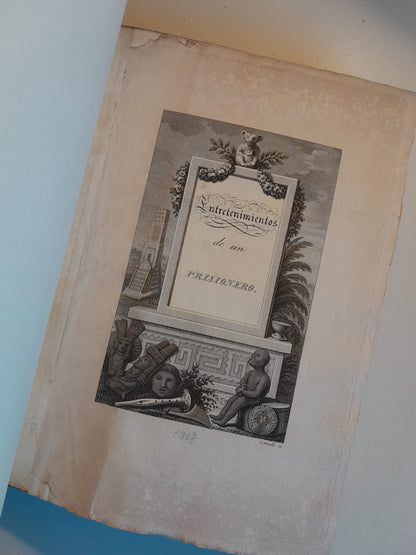 Entretenimientos
de un
PRISIONERO.